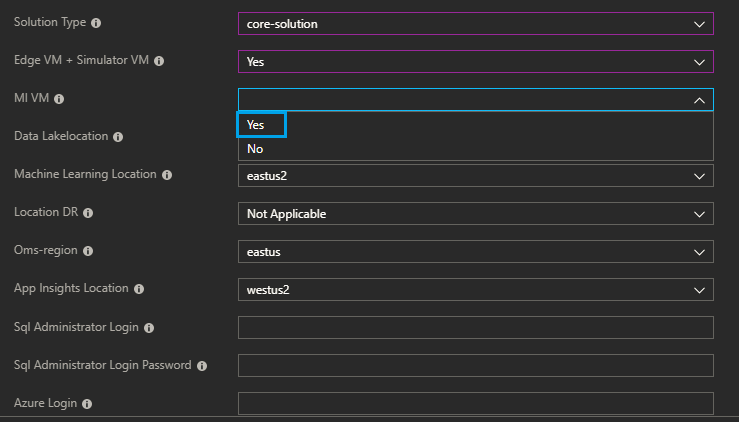 Solution Type core-solution
Edge VM + Simulator VM Yes
MI VM
Yes
Data Lakelocation
No
Machine Learning Location eastus2
Location DR Not Applicable
Oms-region eastus
App Insights Location westus2
Sql Administrator Login
Sql Administrator Login Password
Azure Login